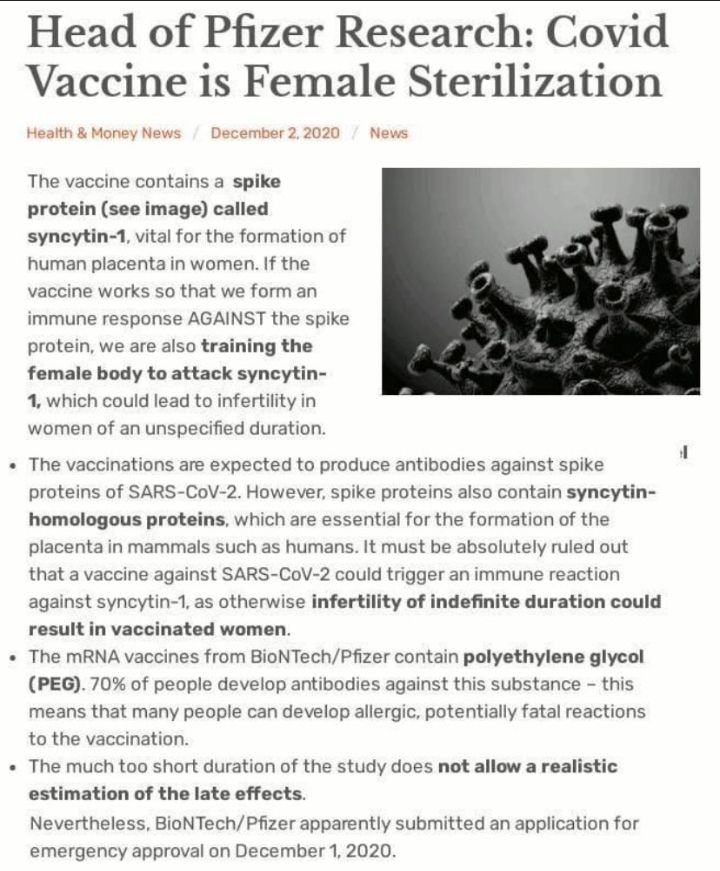 Head of Pfizer Research: Covid
Vaccine is Female Sterilization
Health & Money News / December 2, 2020 / News
The vaccine contains a spike
protein (see image) called
syncytin-1, vital for the formation of
human placenta in women. If the
vaccine works so that we form an
immune response AGAINST the spike
protein, we are also training the
female body to attack syncytin-
1, which could lead to infertility in
women of an unspecified duration.
• The vaccinations are expected to produce antibodies against spike
proteins of SARS-CoV-2. However, spike proteins also contain syncytin-
homologous proteins, which are essential for the formation of the
placenta in mammals such as humans. It must be absolutely ruled out
that a vaccine against SARS-CoV-2 could trigger an immune reaction
against syncytin-1, as otherwise infertility of indefinite duration could
result in vaccinated women.
• The mRNA vaccines from BioNTech/Pfizer contain polyethylene glycol
(PEG). 70% of people develop antibodies against this substance – this
means that many people can develop allergic, potentially fatal reactions
to the vaccination.
• The much too short duration of the study does not allow a realistic
estimation of the late effects.
Nevertheless, BioNTech/Pfizer apparently submitted an application for
emergency approval on December 1, 2020.